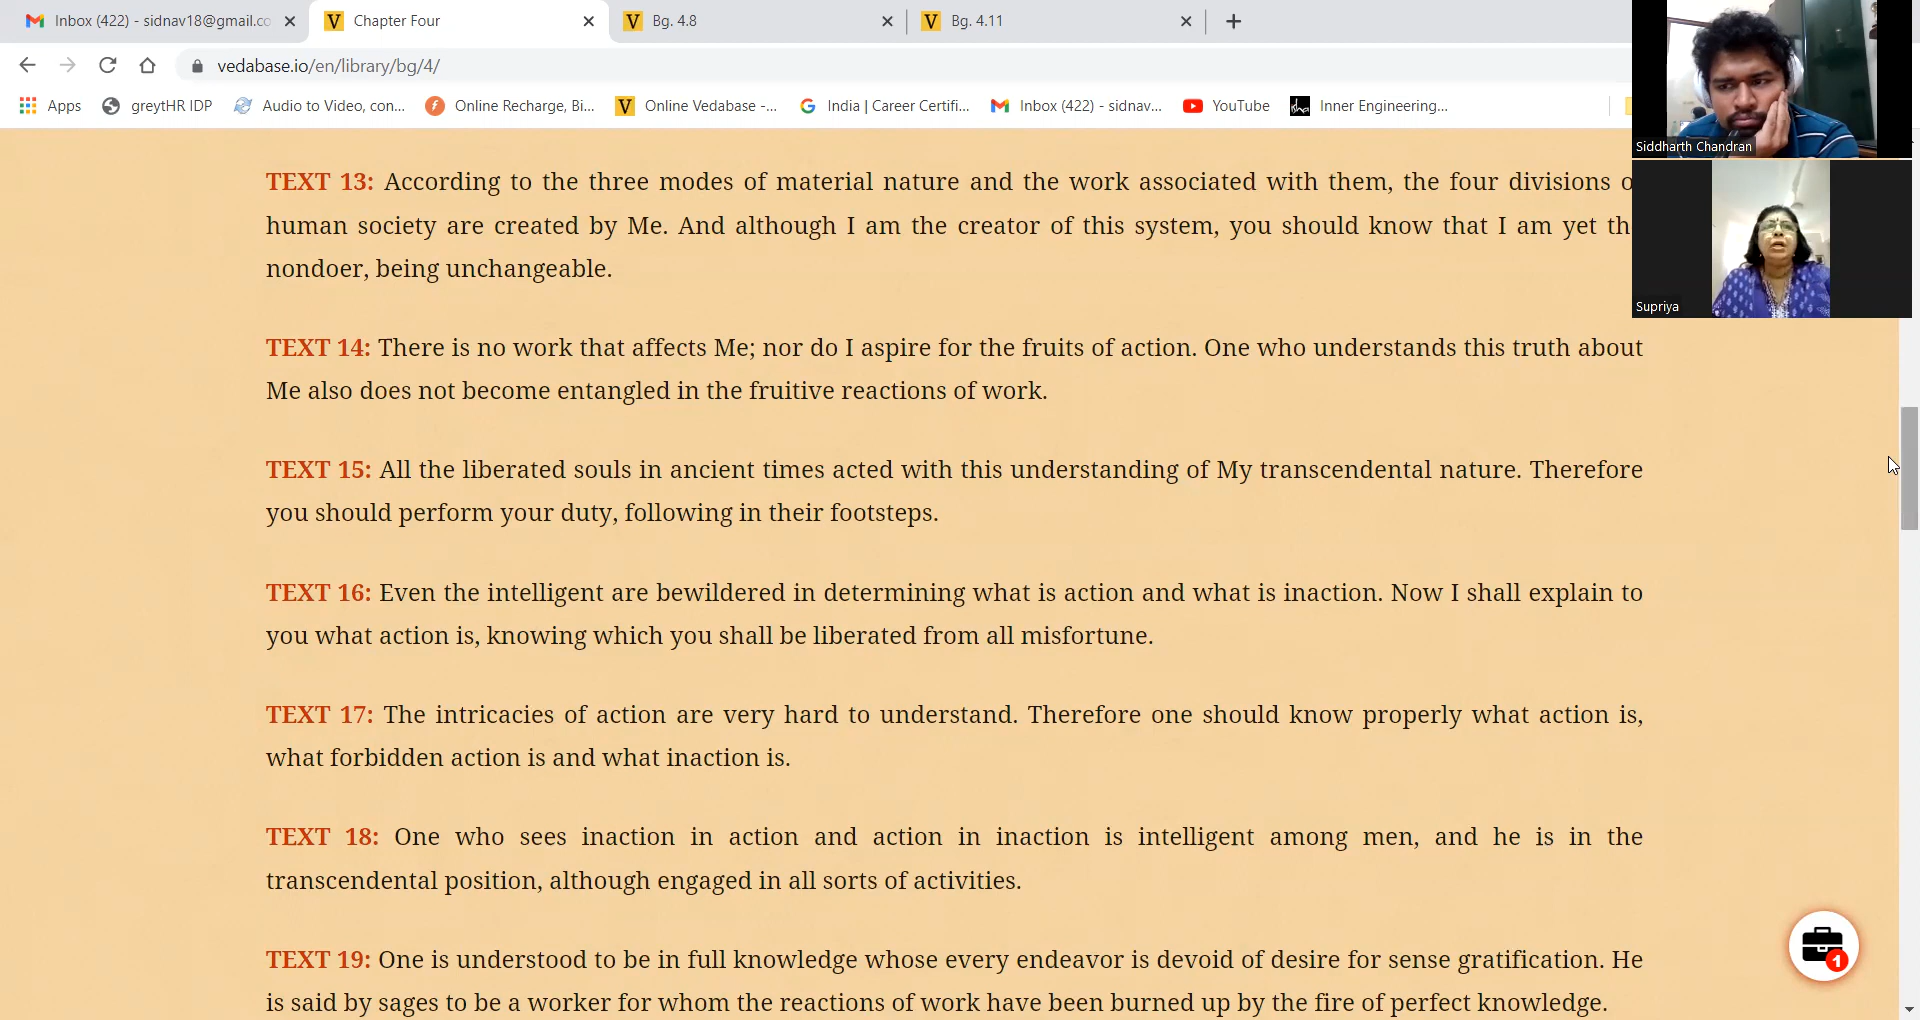 Inbox (422) - sidnav18@gmail.co
Chapter Four
Bg. 4.8
Bg. 4.11
vedabase.io/en/library/bg/4/
Apps
greytHR IDP
Audio to Video, con...
Online Recharge, Bi...
Online Vedabase -...
India | Career Certifi...
Inbox (422) - sidnav...
YouTube
Inner Engineering...
Siddharth Chandran
Supriya
TEXT 13: According to the three modes of material nature and the work associated with them, the four divisions o
human society are created by Me. And although I am the creator of this system, you should know that I am yet th
nondoer, being unchangeable.
TEXT 14: There is no work that affects Me; nor do I aspire for the fruits of action. One who understands this truth about
Me also does not become entangled in the fruitive reactions of work.
TEXT 15: All the liberated souls in ancient times acted with this understanding of My transcendental nature. Therefore
you should perform your duty, following in their footsteps.
TEXT 16: Even the intelligent are bewildered in determining what is action and what is inaction. Now I shall explain to
you what action is, knowing which you shall be liberated from all misfortune.
TEXT 17: The intricacies of action are very hard to understand. Therefore one should know properly what action is,
what forbidden action is and what inaction is.
TEXT 18: One who sees inaction in action and action in inaction is intelligent among men, and he is in the
transcendental position, although engaged in all sorts of activities.
TEXT 19: One is understood to be in full knowledge whose every endeavor is devoid of desire for sense gratification. He
is said by sages to be a worker for whom the reactions of work have been burned up by the fire of perfect knowledge.
1